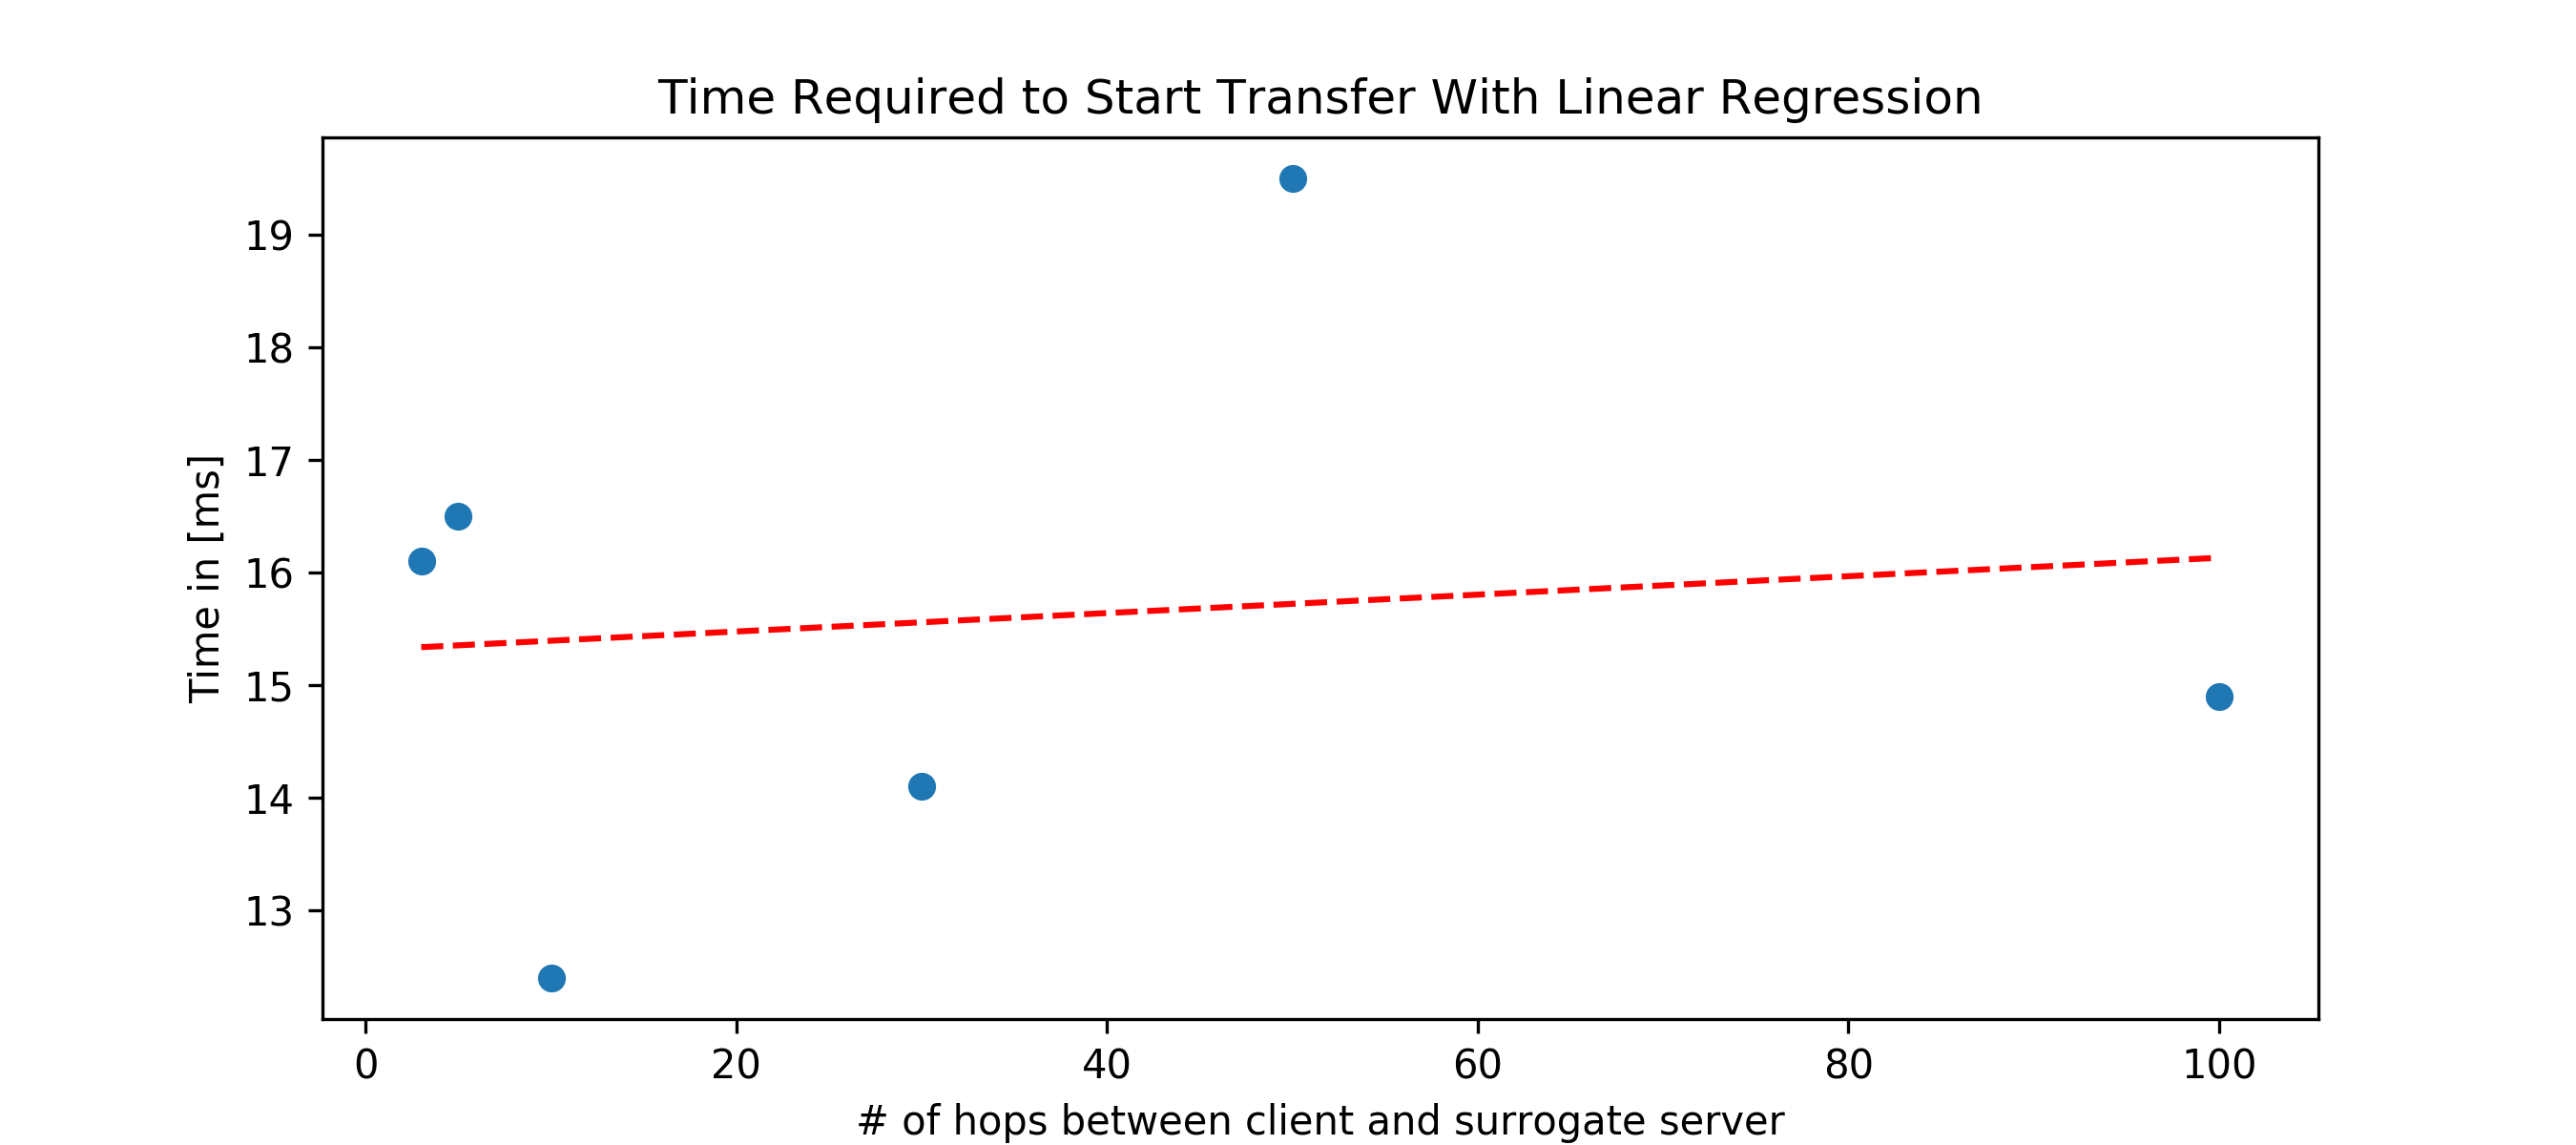 Time Required to Start Transfer With Linear Regression
Time in [ms]
19
18
17
16
15
14
13
0 20 40 60 80 100
# of hops between client and surrogate server